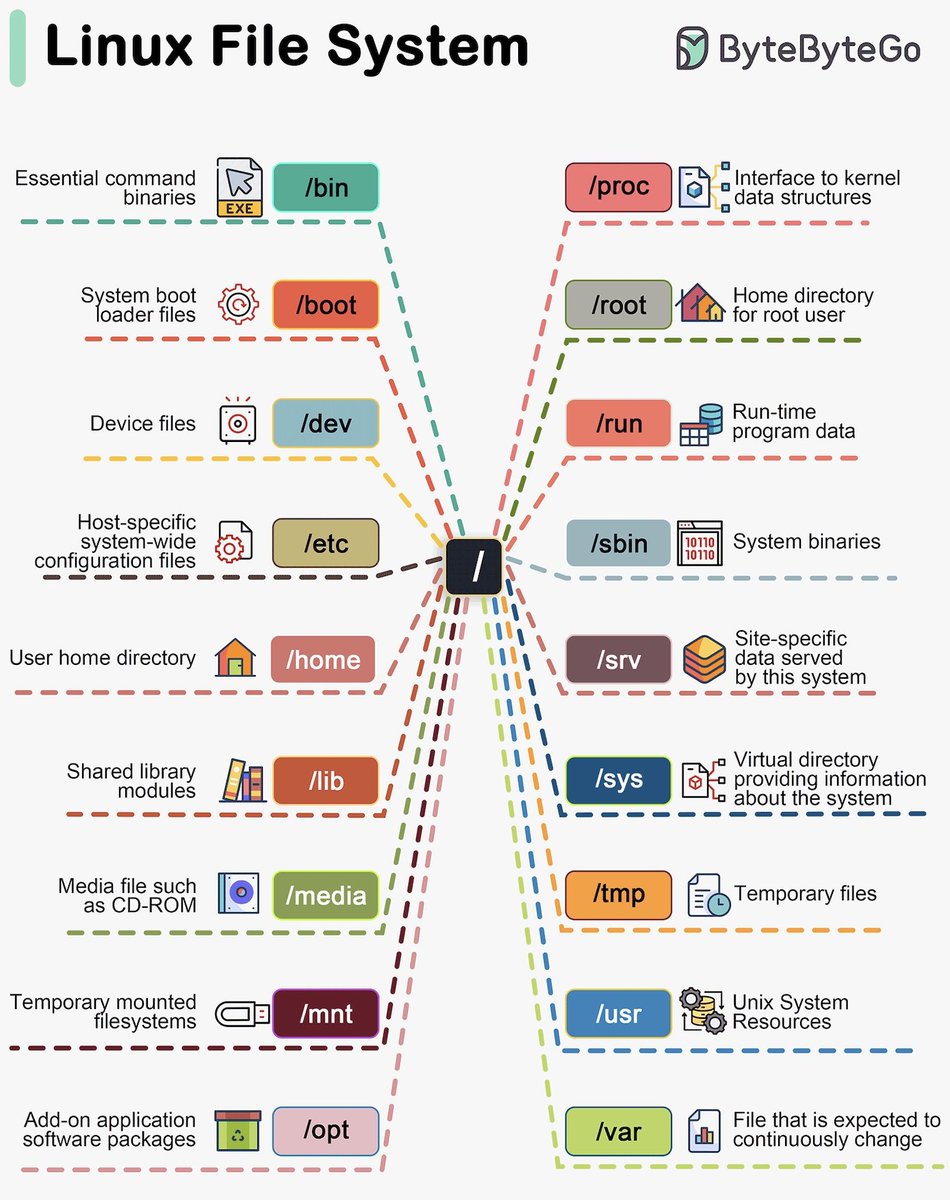 Linux File System
ByteByteGo
Essential command
binaries
EXE
/bin
System boot
loader files
/boot
Device files
/dev
Host-specific
system-wide
configuration files
/etc
User home directory
/home
Shared library
modules
/lib
Media file such
as CD-ROM
/media
Temporary mounted
filesystems
/mnt
Add-on application
software packages
/opt
/
/proc
Interface to kernel
data structures
/root
Home directory
for root user
/run
Run-time
program data
/sbin
10110
10110
System binaries
/srv
Site-specific
data served
by this system
/sys
Virtual directory
providing information
about the system
/tmp
Temporary files
/usr
Unix System
Resources
/var
File that is expected to
continuously change